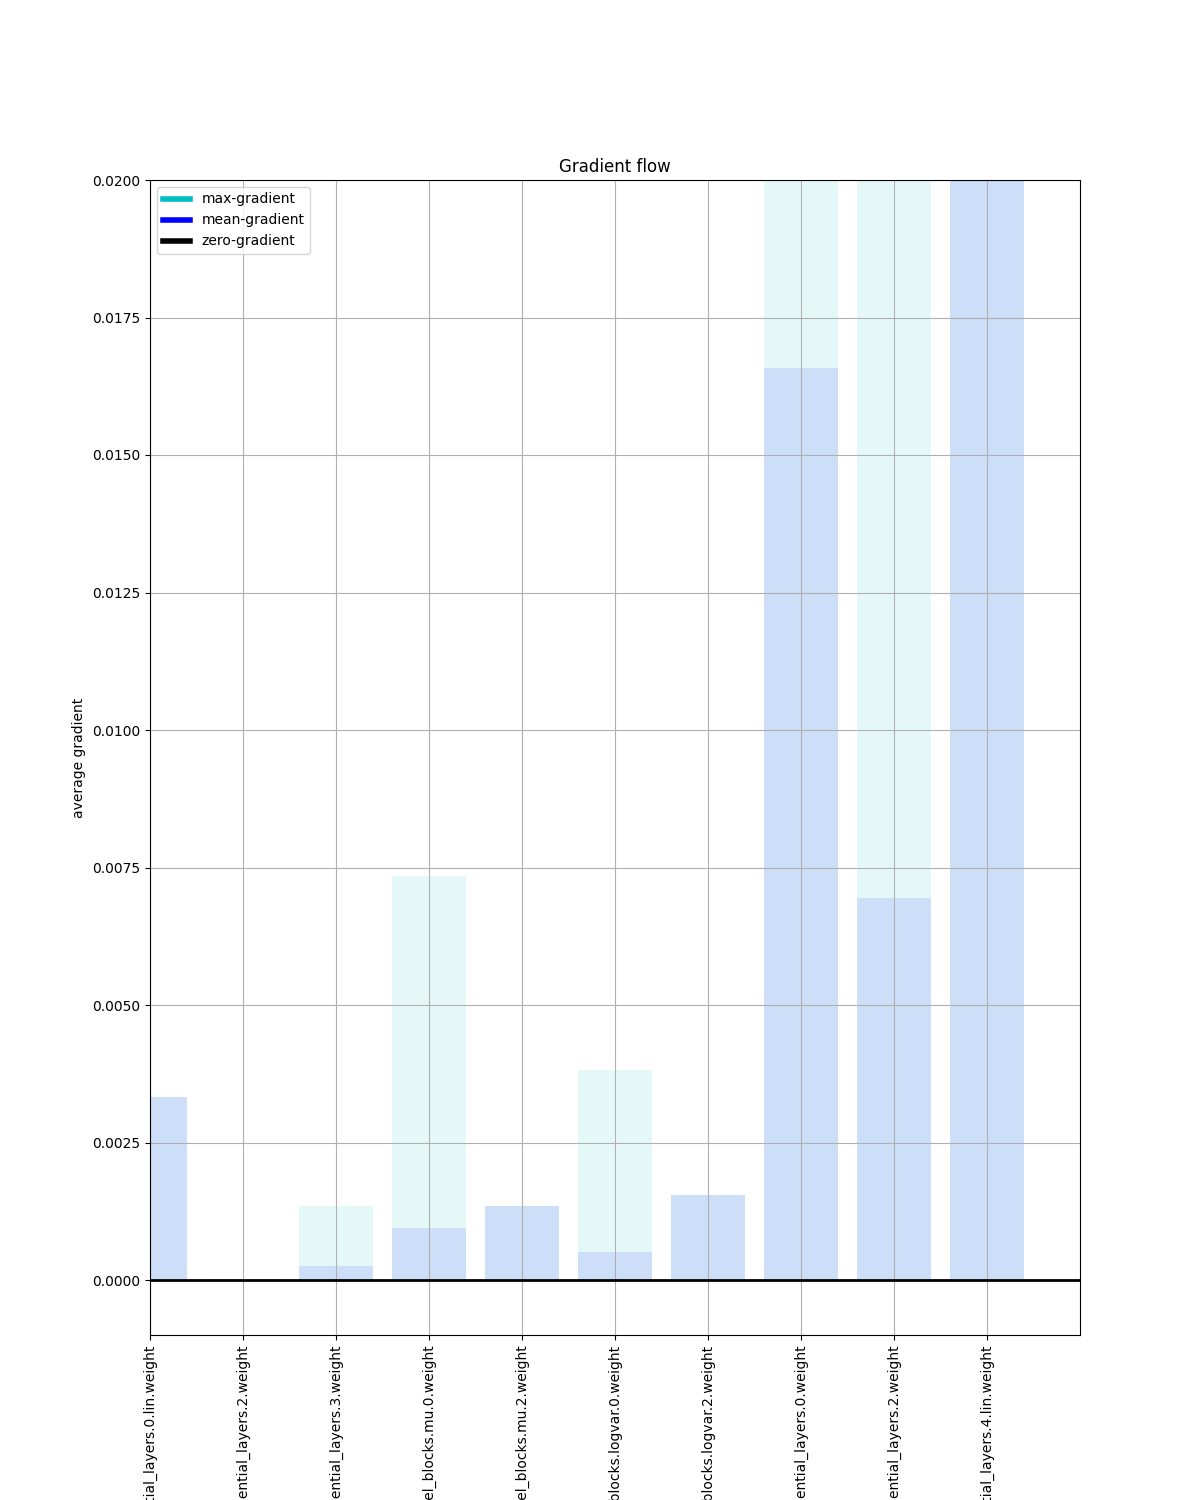 Gradient flow
max-gradient
mean-gradient
zero-gradient
0.0200
0.0175
0.0150
0.0125
0.0100
0.0075
0.0050
0.0025
0.0000
average gradient
tial_layers.0.lin.weight
ential_layers.2.weight
ential_layers.3.weight
el_blocks.mu.0.weight
el_blocks.mu.2.weight
blocks.logvar.0.weight
blocks.logvar.2.weight
ential_layers.0.weight
ential_layers.2.weight
tial_layers.4.lin.weight